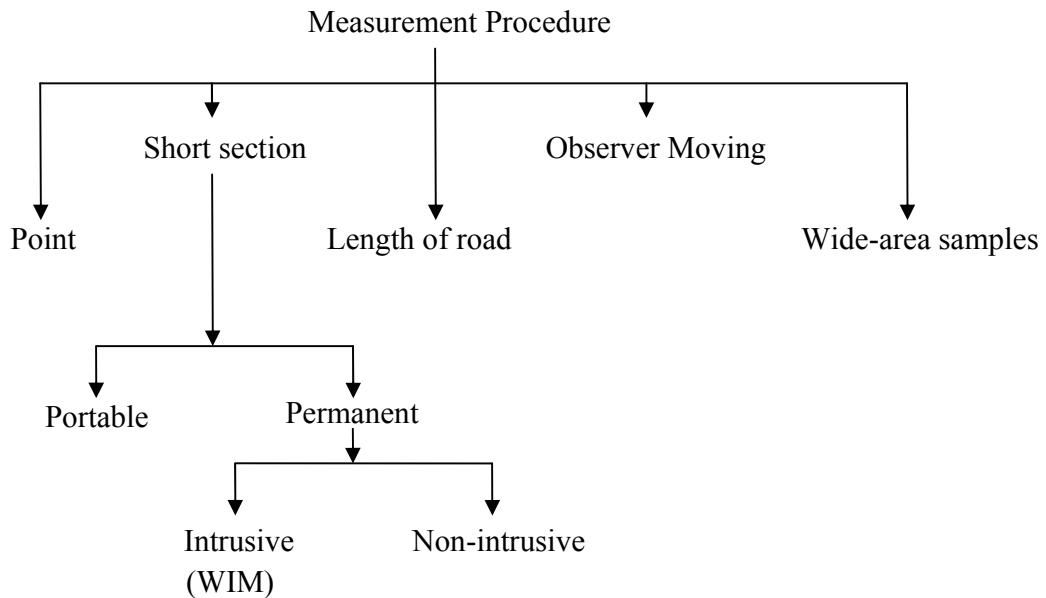 Measurement Procedure
Short section
Observer Moving
Point
Length of road
Wide-area samples
Portable
Permanent
Intrusive
(WIM)
Non-intrusive